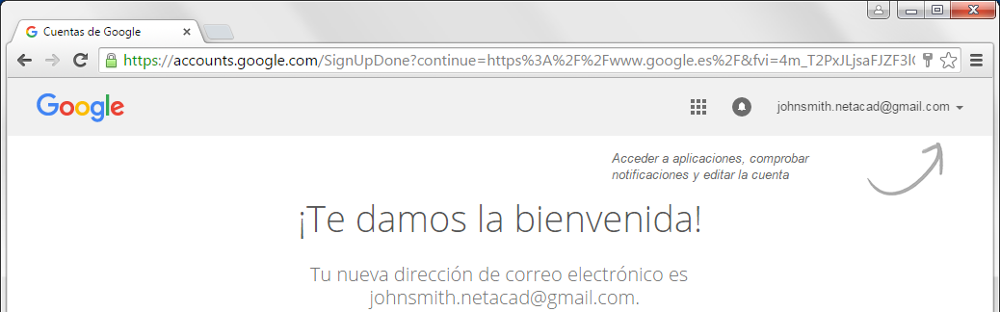 Cuentas de Google
https://accounts.google.com/SignUpDone?continue=https%3A%2F%2Fwww.google.es%2F&fvi=4m_T2PxJLjsaFJZF3l
Google
johnsmith.netacad@gmail.com
Acceder a aplicaciones, comprobar
notificaciones y editar la cuenta
¡Te damos la bienvenida!
Tu nueva dirección de correo electrónico es
johnsmith.netacad@gmail.com.